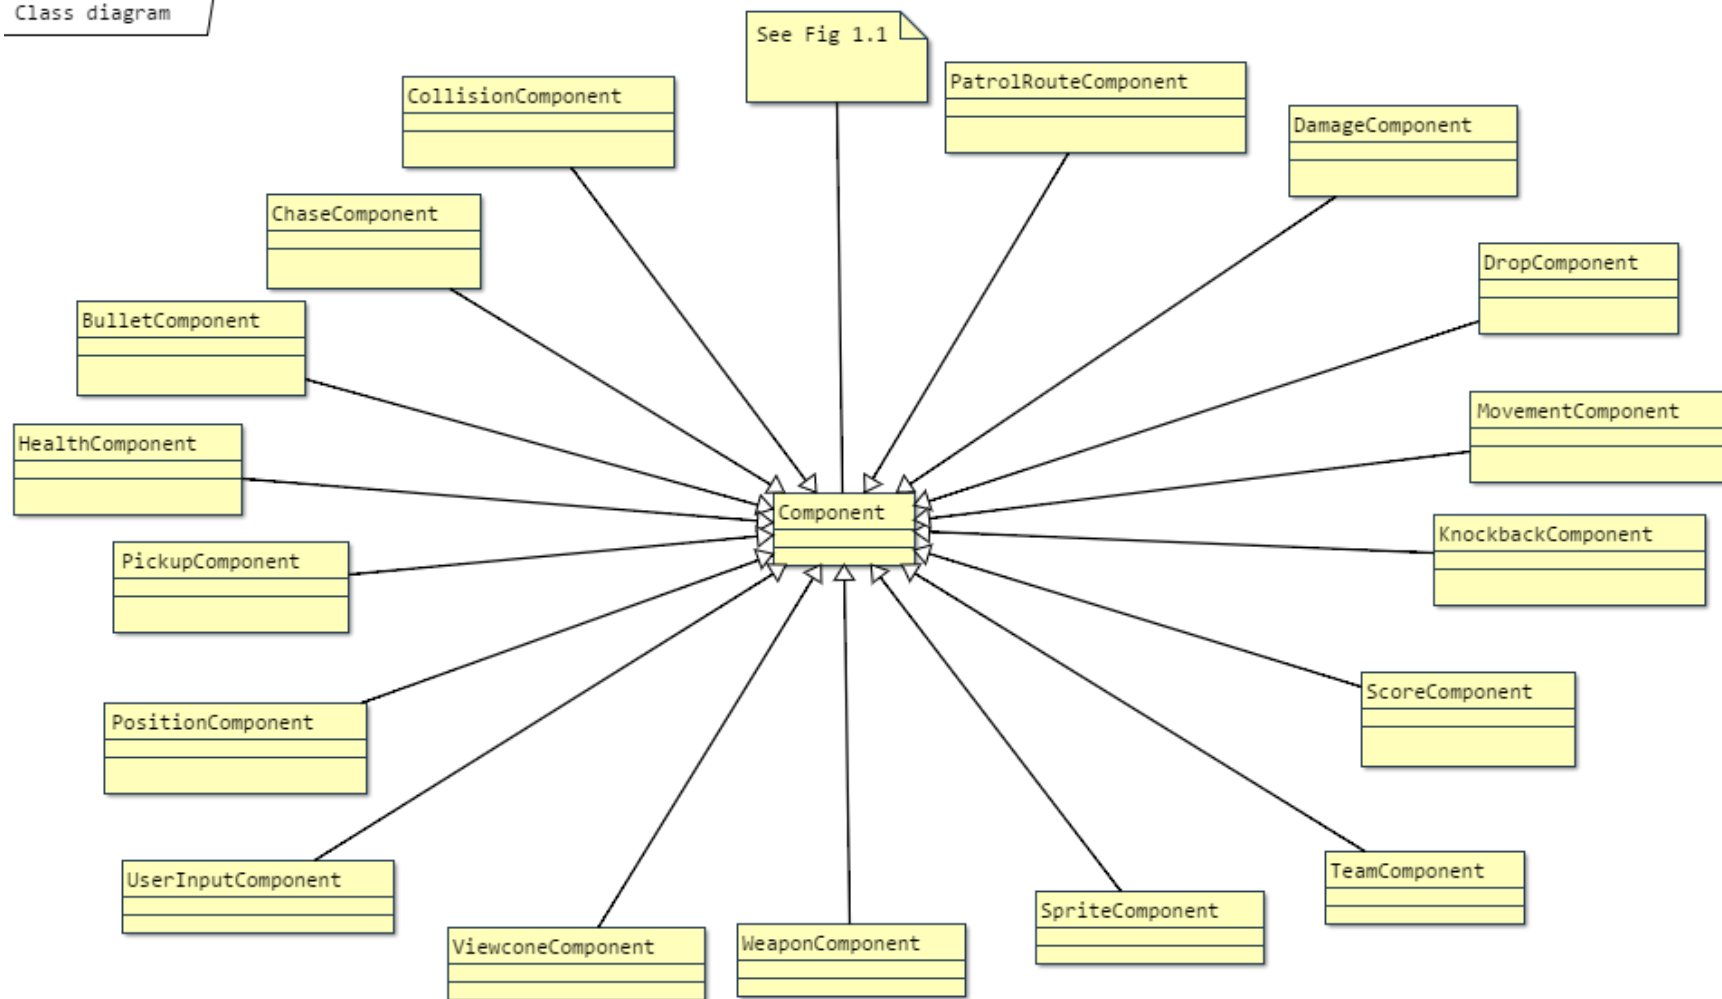 Class diagram
See Fig 1.1
PatrolRouteComponent
CollisionComponent
DamageComponent
ChaseComponent
DropComponent
BulletComponent
MovementComponent
HealthComponent
Component
KnockbackComponent
PickupComponent
ScoreComponent
PositionComponent
TeamComponent
UserInputComponent
SpriteComponent
WeaponComponent
ViewconeComponent